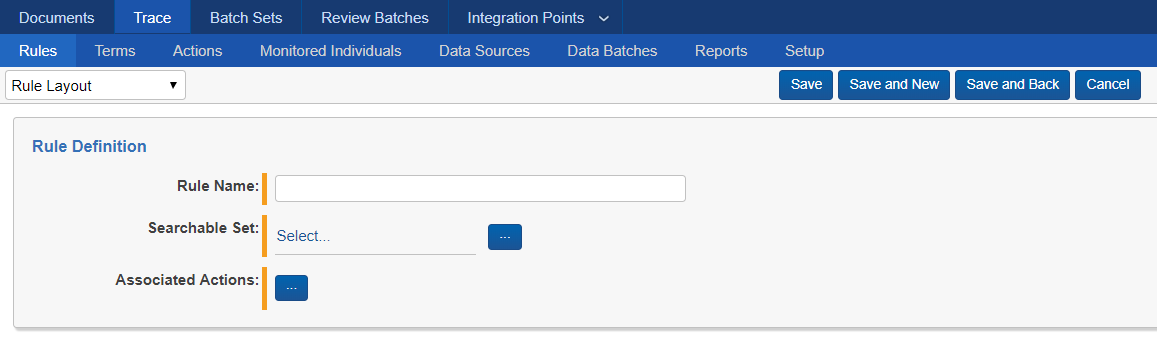 Documents Trace Batch Sets Review Batches Integration Points
Rules Terms Actions Monitored Individuals Data Sources Data Batches Reports Setup
Rule Layout Save Save and New Save and Back Cancel
Rule Definition
Rule Name:
Searchable Set: Select... ...
Associated Actions: ...